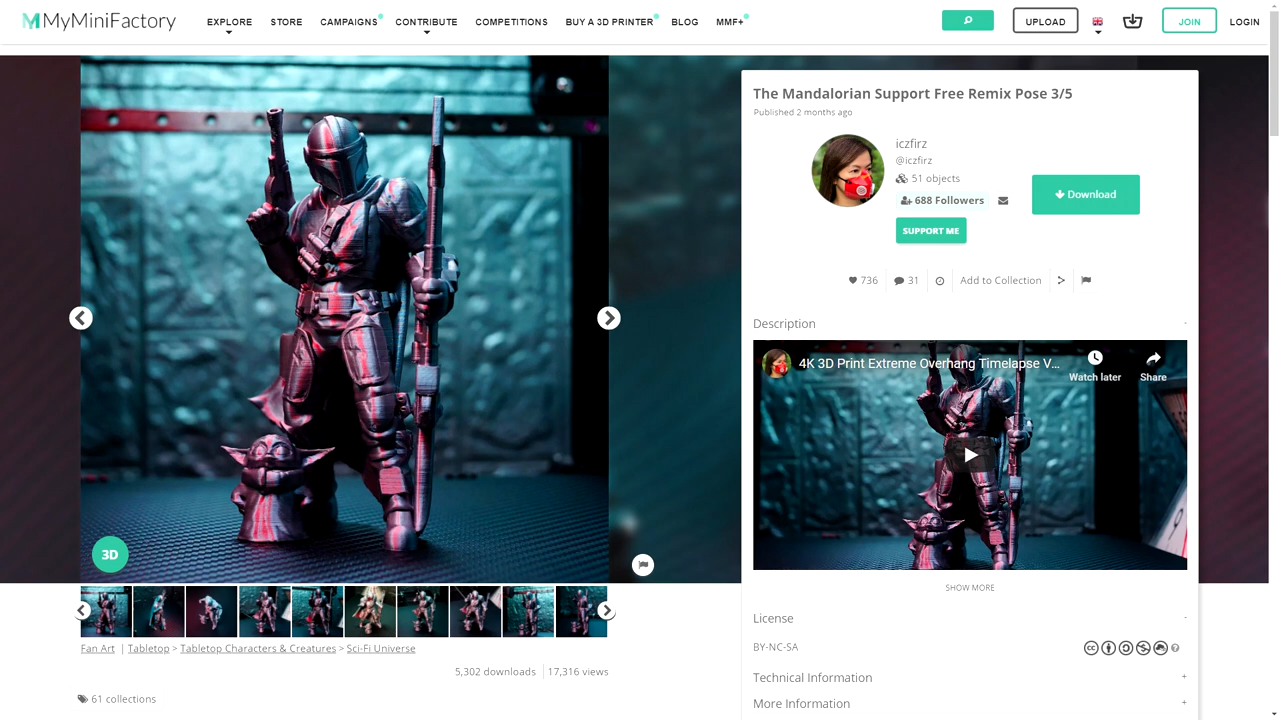 MyMiniFactory
EXPLORE STORE CAMPAIGNS CONTRIBUTE COMPETITIONS BUY A 3D PRINTER BLOG MMF+ UPLOAD JOIN LOGIN
The Mandalorian Support Free Remix Pose 3/5
Published 2 months ago
iczfirz
@iczfirz
51 objects
688 Followers
Download
SUPPORT ME
736 31 Add to Collection
Description -
4K 3D Print Extreme Overhang Timelapse V...
Watch later Share
SHOW MORE
License -
BY-NC-SA
Technical Information +
More Information +
3D
Fan Art | Tabletop > Tabletop Characters & Creatures > Sci-Fi Universe
5,302 downloads 17,316 views
61 collections